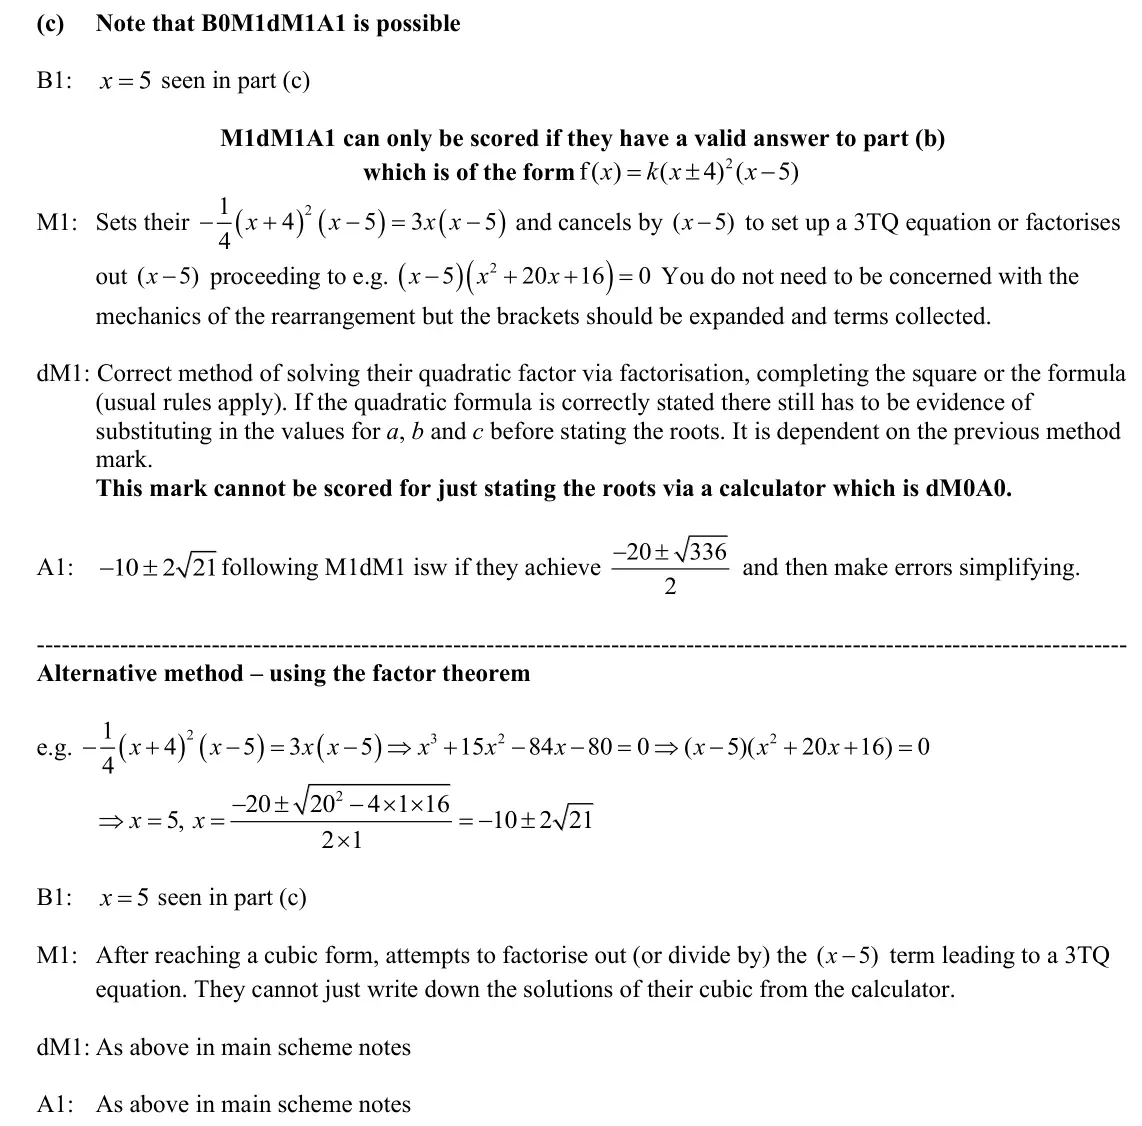 (c) Note that B0M1dM1A1 is possible
B1: x = 5 seen in part (c)
M1dM1A1 can only be scored if they have a valid answer to part (b)
which is of the form f(x) = k(x ± 4)²(x − 5)
M1: Sets their −1/4(x + 4)²(x − 5) = 3x(x − 5) and cancels by (x − 5) to set up a 3TQ equation or factorises
out (x − 5) proceeding to e.g. (x − 5)(x² + 20x + 16) = 0 You do not need to be concerned with the
mechanics of the rearrangement but the brackets should be expanded and terms collected.
dM1: Correct method of solving their quadratic factor via factorisation, completing the square or the formula
(usual rules apply). If the quadratic formula is correctly stated there still has to be evidence of
substituting in the values for a, b and c before stating the roots. It is dependent on the previous method
mark.
This mark cannot be scored for just stating the roots via a calculator which is dM0A0.
A1: −10 ± 2√21 following M1dM1 isw if they achieve (−20 ± √336)/2 and then make errors simplifying.
Alternative method – using the factor theorem
e.g. −1/4(x + 4)²(x − 5) = 3x(x − 5) ⇒ x³ + 15x² − 84x − 80 = 0 ⇒ (x − 5)(x² + 20x + 16) = 0
⇒ x = 5, x = (−20 ± √(20² − 4×1×16))/(2×1) = −10 ± 2√21
B1: x = 5 seen in part (c)
M1: After reaching a cubic form, attempts to factorise out (or divide by) the (x − 5) term leading to a 3TQ
equation. They cannot just write down the solutions of their cubic from the calculator.
dM1: As above in main scheme notes
A1: As above in main scheme notes